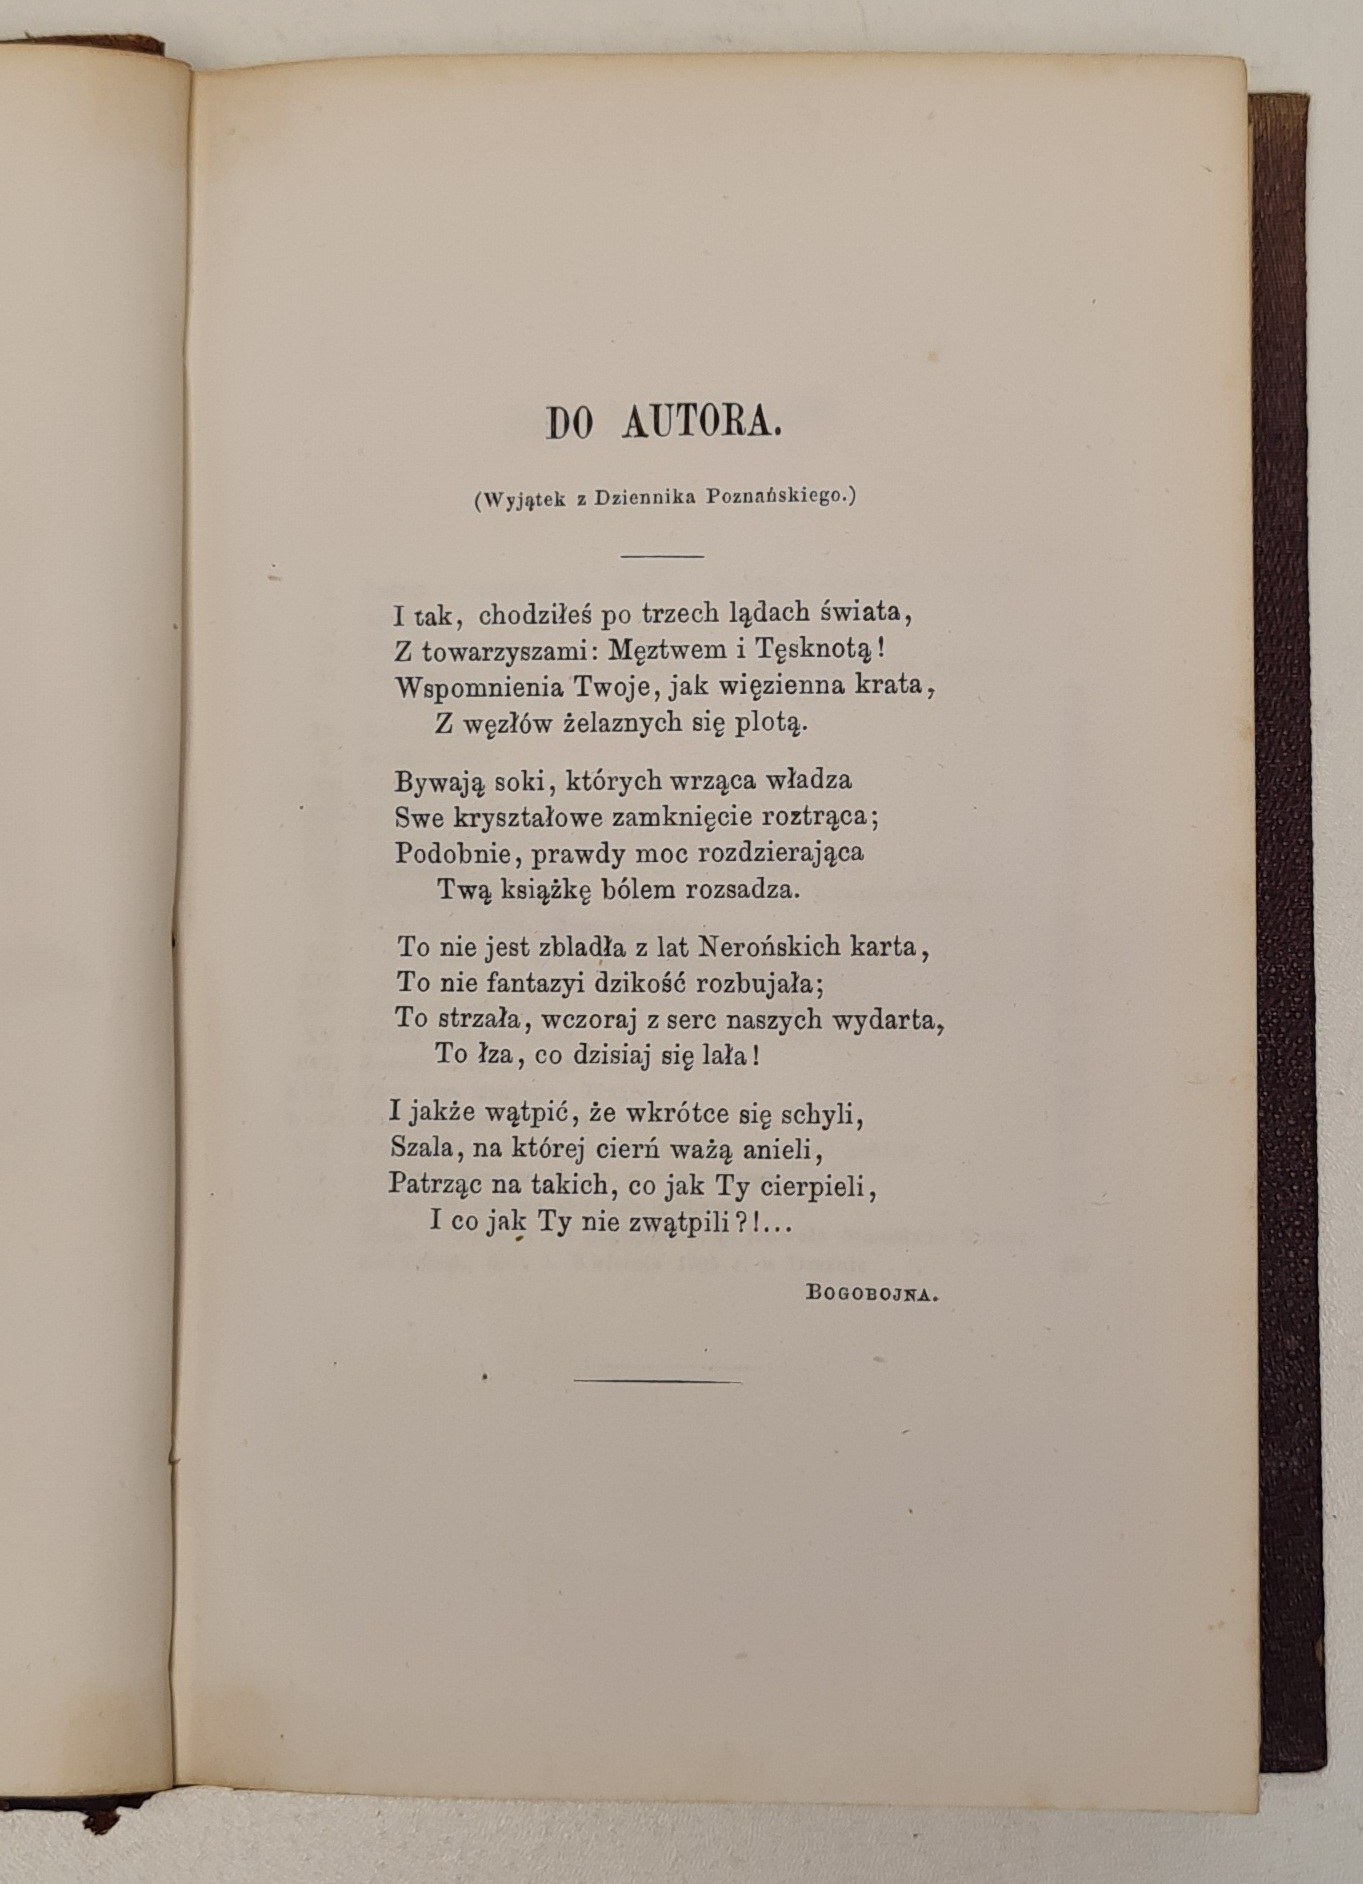 DO AUTORA.
(Wyjątek z Dziennika Poznańskiego.)
I tak, chodziłeś po trzech lądach świata,
Z towarzyszami: Męztwem i Tęsknotą!
Wspomnienia Twoje, jak więzienna krata,
Z węzłów żelaznych się plotą.
Bywają soki, których wrząca władza
Swe kryształowe zamknięcie roztrąca;
Podobnie, prawdy moc rozdzierająca
Twą książkę bólem rozsadza.
To nie jest zbladła z lat Nerońskich karta,
To nie fantazyi dzikość rozbujała;
To strzała, wczoraj z serc naszych wydarta,
To łza, co dzisiaj się lała!
I jakże wątpić, że wkrótce się schyli,
Szala, na której cierń ważą anieli,
Patrząc na takich, co jak Ty cierpieli,
I co jak Ty nie zwątpili?!...
BOGOBOJNA.